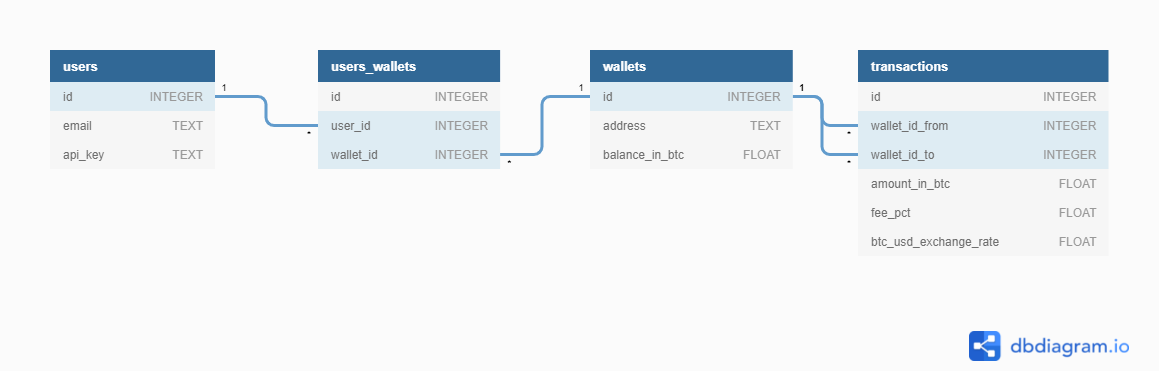 users
id INTEGER
email TEXT
api_key TEXT
1
*
users_wallets
id INTEGER
user_id INTEGER
wallet_id INTEGER
*
1
wallets
id INTEGER
address TEXT
balance_in_btc FLOAT
1
*
*
transactions
id INTEGER
wallet_id_from INTEGER
wallet_id_to INTEGER
amount_in_btc FLOAT
fee_pct FLOAT
btc_usd_exchange_rate FLOAT
dbdiagram.io